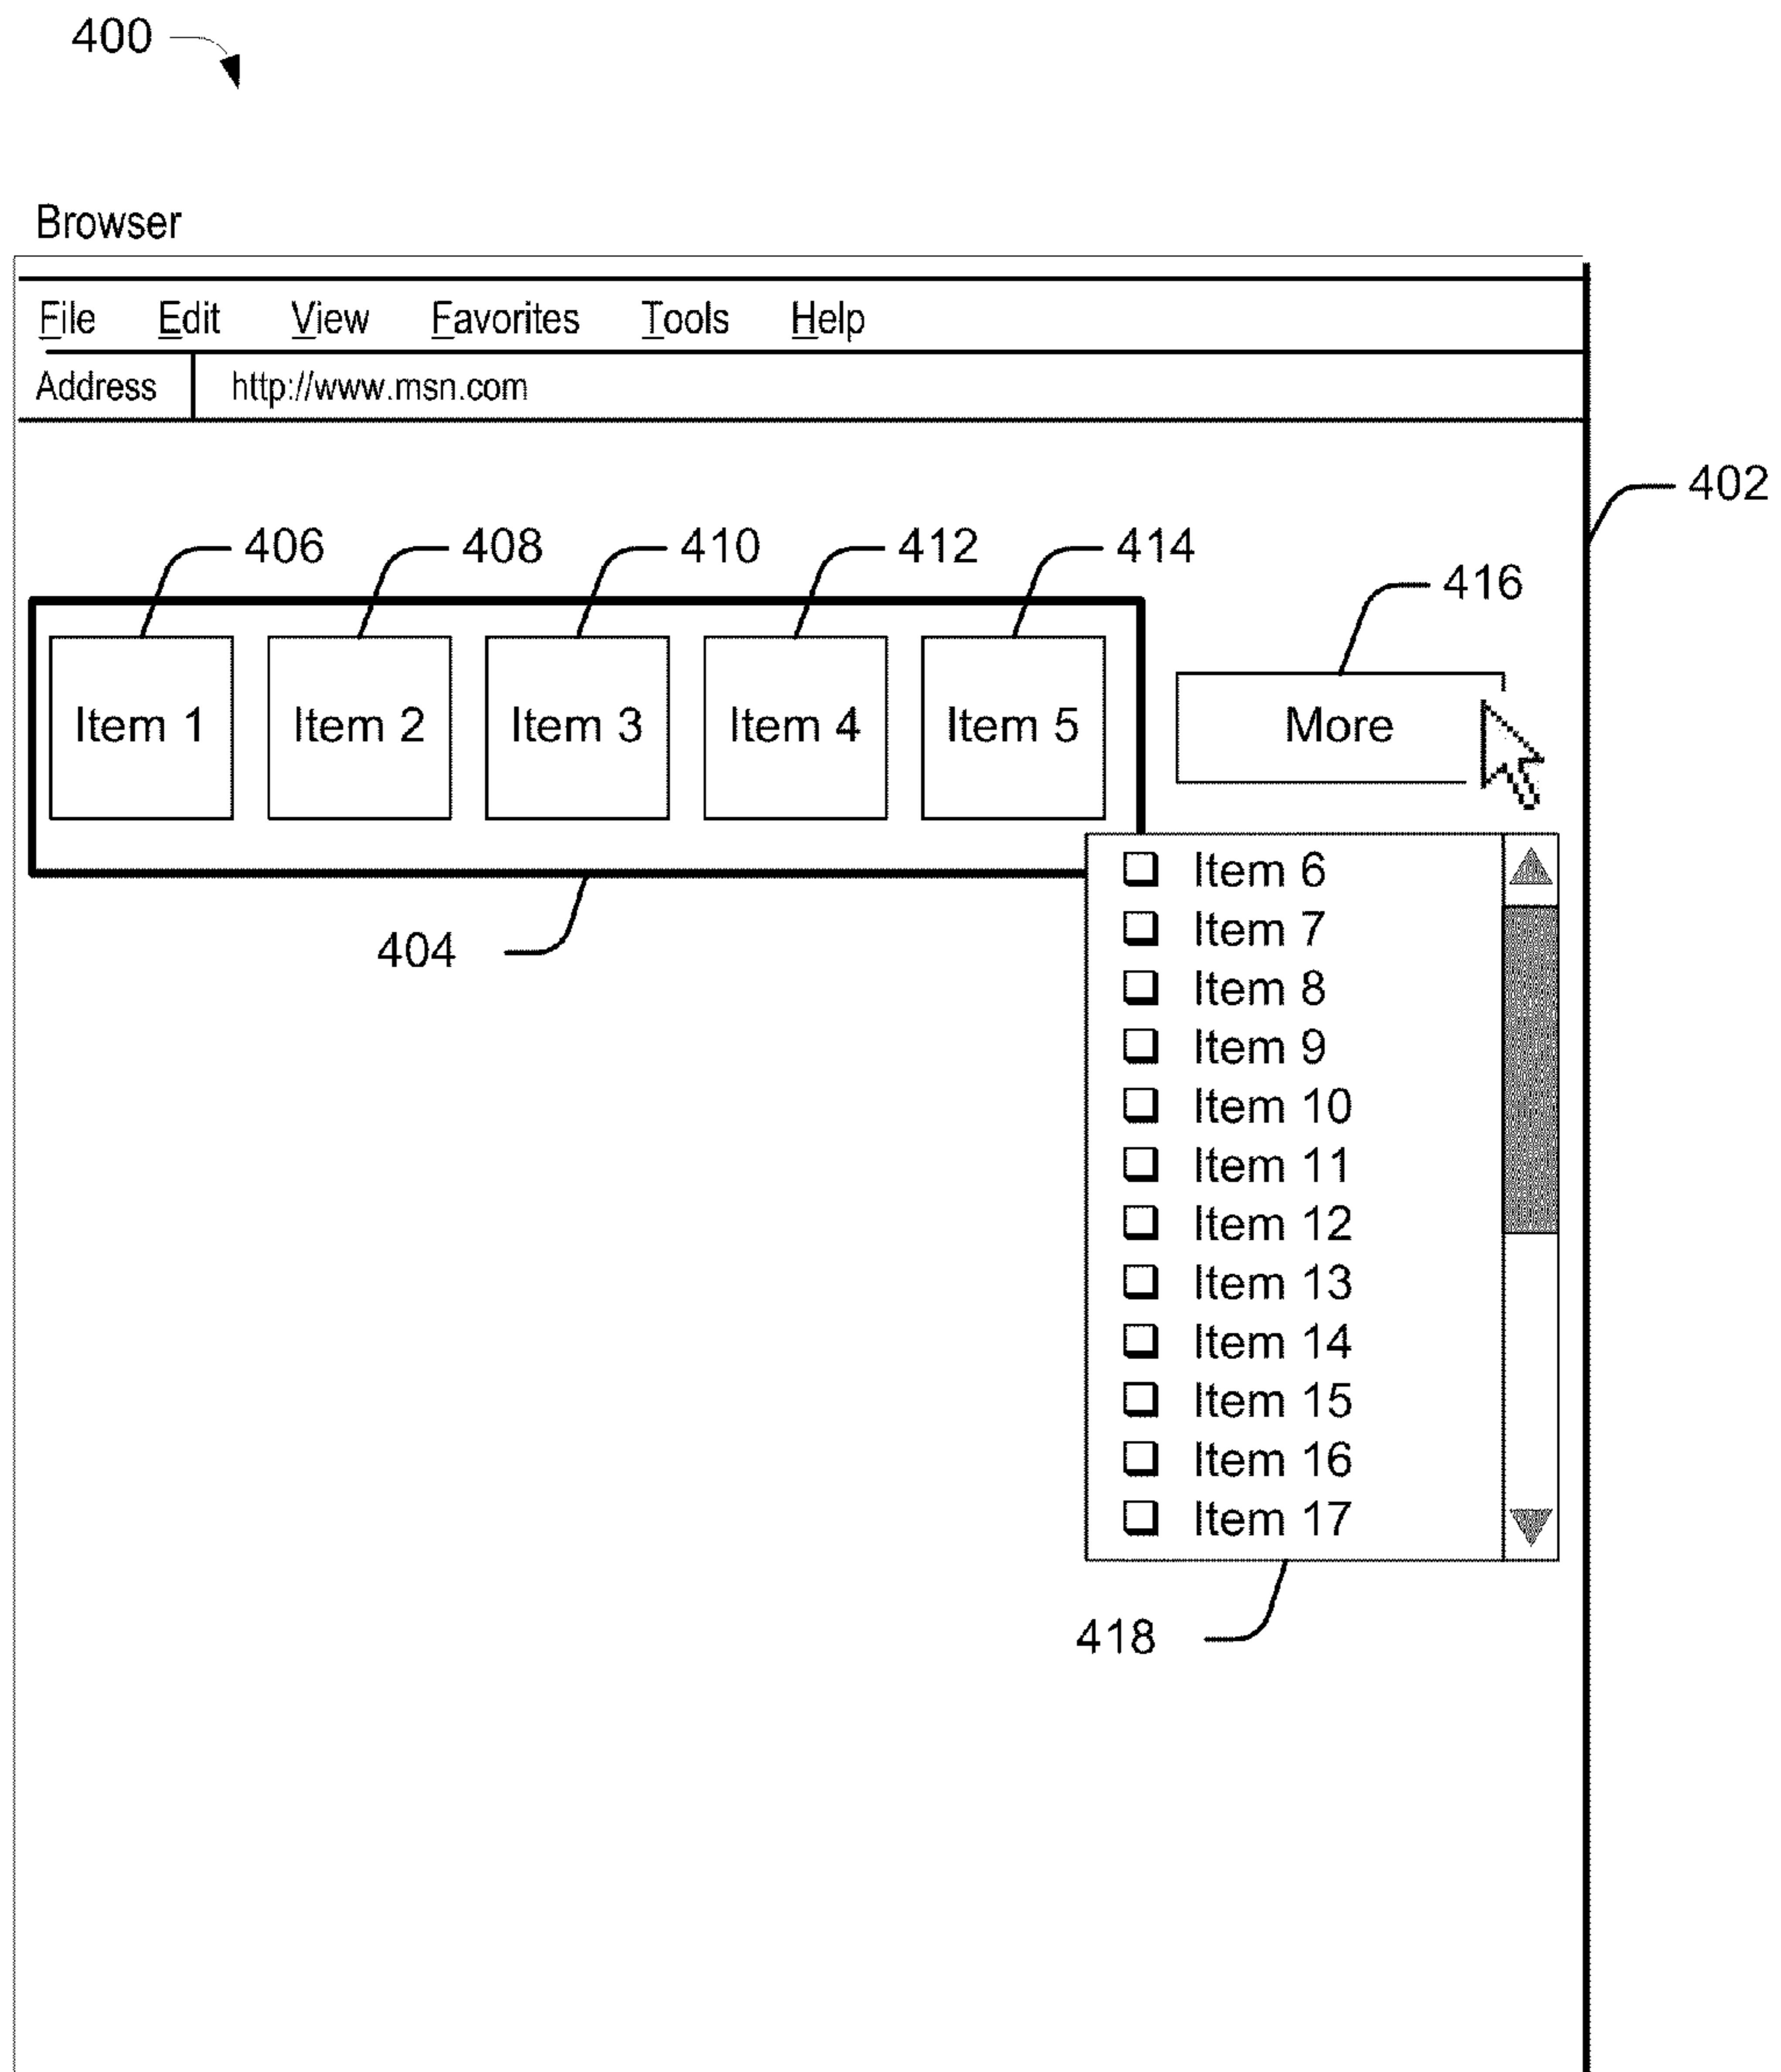 400
Browser
File Edit View Favorites Tools Help
Address http://www.msn.com
402
406 408 410 412 414
416
Item 1 Item 2 Item 3 Item 4 Item 5 More
Item 6
404
Item 7
Item 8
Item 9
Item 10
Item 11
Item 12
Item 13
Item 14
Item 15
Item 16
Item 17
418